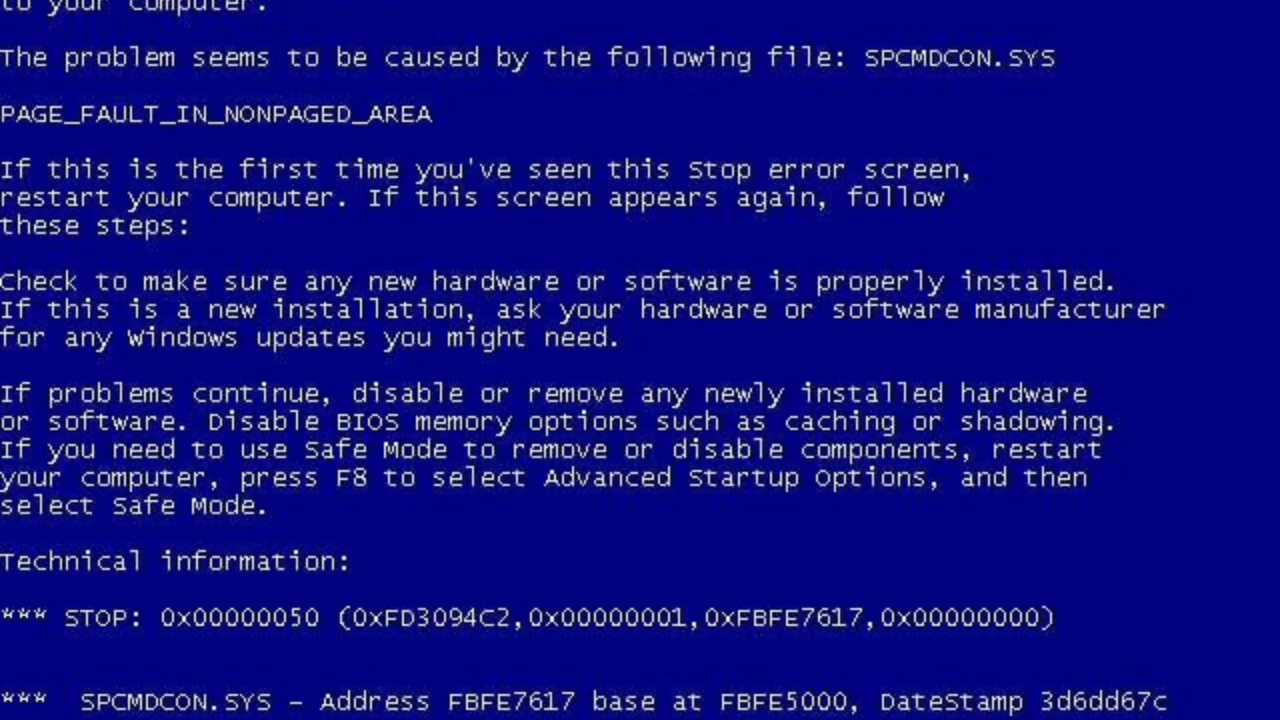 to your computer.
The problem seems to be caused by the following file: SPCMDCON.SYS
PAGE_FAULT_IN_NONPAGED_AREA
If this is the first time you've seen this Stop error screen,
restart your computer. If this screen appears again, follow
these steps:
Check to make sure any new hardware or software is properly installed.
If this is a new installation, ask your hardware or software manufacturer
for any Windows updates you might need.
If problems continue, disable or remove any newly installed hardware
or software. Disable BIOS memory options such as caching or shadowing.
If you need to use Safe Mode to remove or disable components, restart
your computer, press F8 to select Advanced Startup Options, and then
select Safe Mode.
Technical information:
*** STOP: 0x00000050 (0xFD3094C2,0x00000001,0xFBFE7617,0x00000000)
*** SPCMDCON.SYS - Address FBFE7617 base at FBFE5000, DateStamp 3d6dd67c